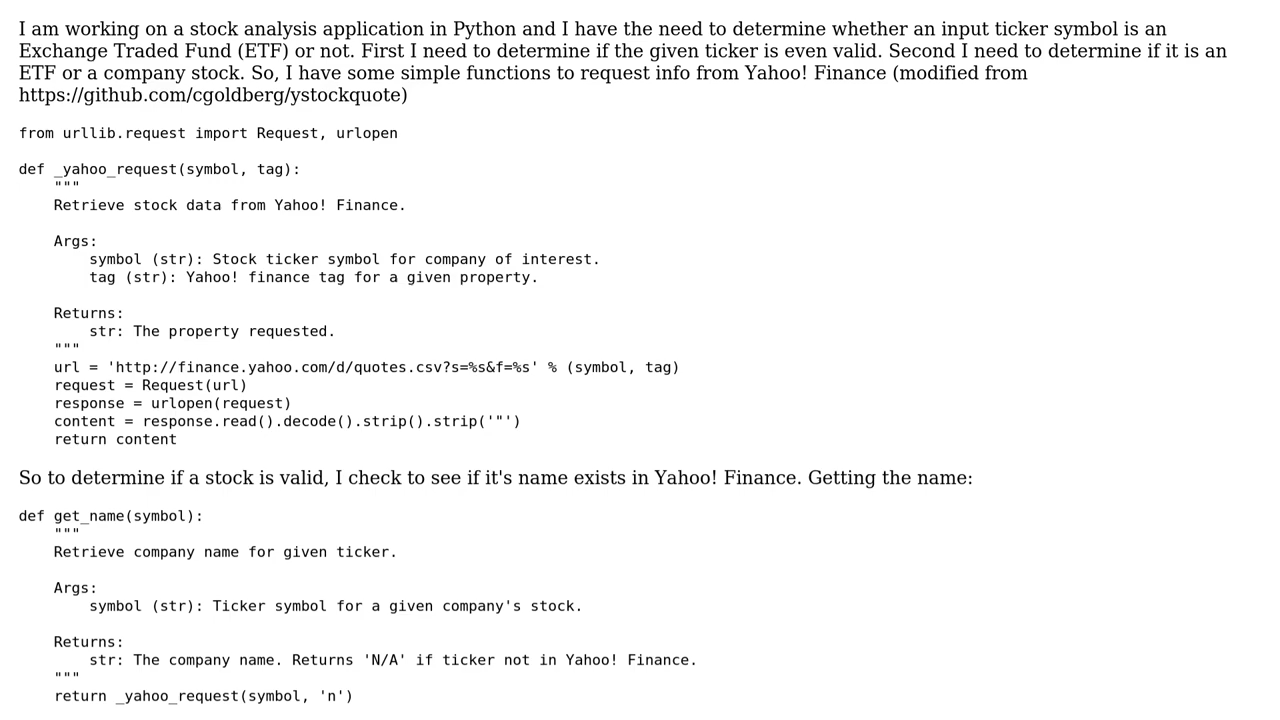 I am working on a stock analysis application in Python and I have the need to determine whether an input ticker symbol is an
Exchange Traded Fund (ETF) or not. First I need to determine if the given ticker is even valid. Second I need to determine if it is an
ETF or a company stock. So, I have some simple functions to request info from Yahoo! Finance (modified from
https://github.com/cgoldberg/ystockquote)
from urllib.request import Request, urlopen
def _yahoo_request(symbol, tag):
    """
    Retrieve stock data from Yahoo! Finance.
    Args:
        symbol (str): Stock ticker symbol for company of interest.
        tag (str): Yahoo! finance tag for a given property.
    Returns:
        str: The property requested.
    """
    url = 'http://finance.yahoo.com/d/quotes.csv?s=%s&f=%s' % (symbol, tag)
    request = Request(url)
    response = urlopen(request)
    content = response.read().decode().strip().strip('"')
    return content
So to determine if a stock is valid, I check to see if it's name exists in Yahoo! Finance. Getting the name:
def get_name(symbol):
    """
    Retrieve company name for given ticker.
    Args:
        symbol (str): Ticker symbol for a given company's stock.
    Returns:
        str: The company name. Returns 'N/A' if ticker not in Yahoo! Finance.
    """
    return _yahoo_request(symbol, 'n')